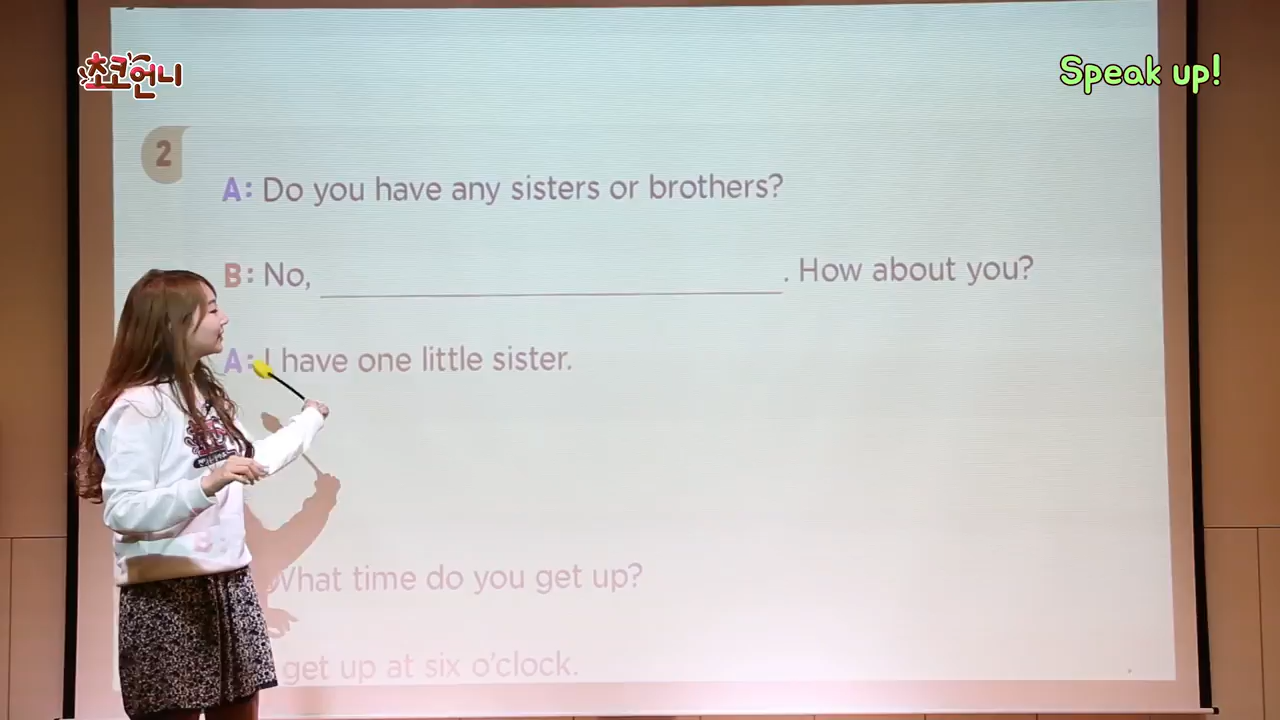 초코언니
Speak up!
2
A: Do you have any sisters or brothers?
B: No, ______________________. How about you?
A: I have one little sister.
What time do you get up?
get up at six o'clock.